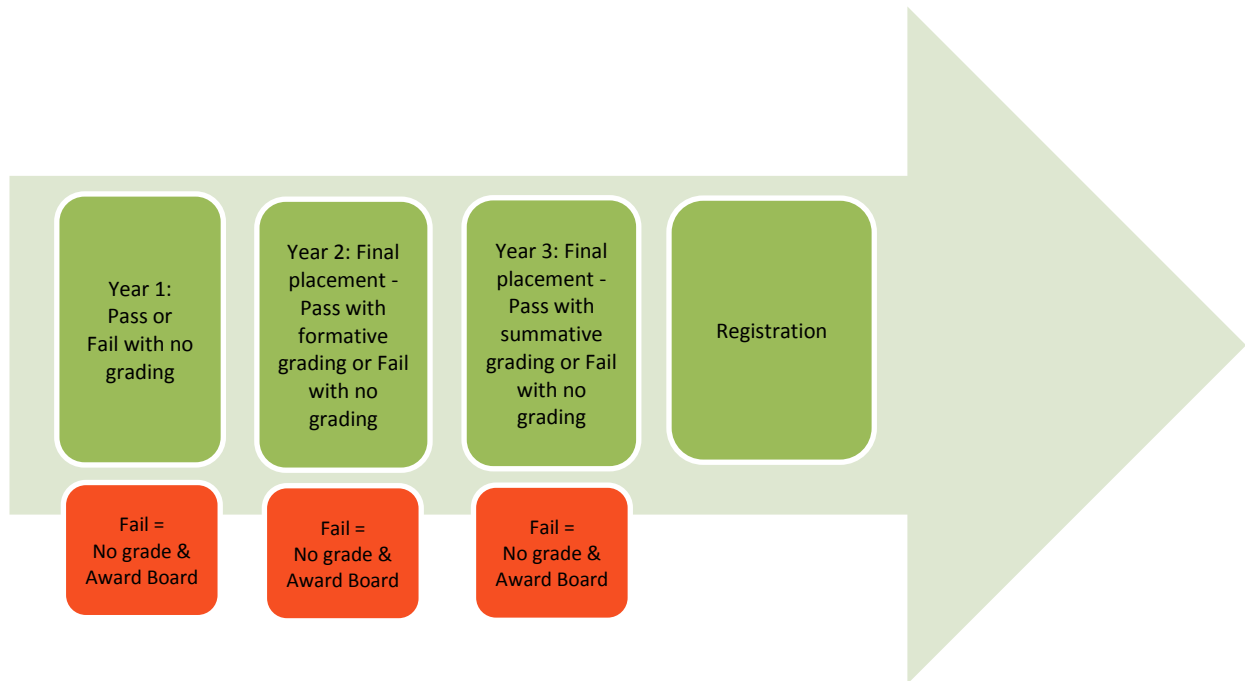 Year 1:
Pass or
Fail with no
grading
Year 2: Final
placement -
Pass with
formative
grading or Fail
with no
grading
Year 3: Final
placement -
Pass with
summative
grading or Fail
with no
grading
Registration
Fail =
No grade &
Award Board
Fail =
No grade &
Award Board
Fail =
No grade &
Award Board